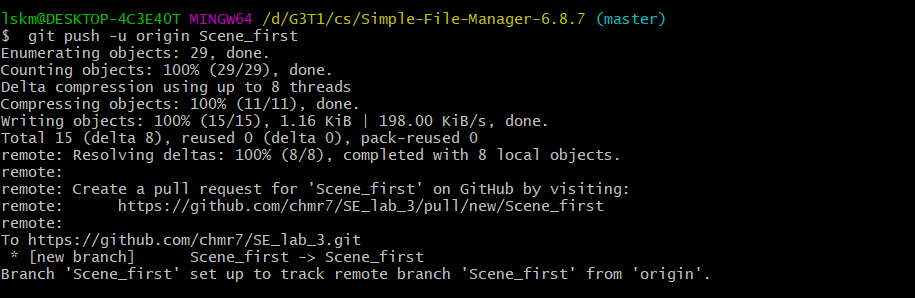 lskm@DESKTOP-4C3E4OT MINGW64 /d/G3T1/cs/Simple-File-Manager-6.8.7 (master)
$  git push -u origin Scene_first
Enumerating objects: 29, done.
Counting objects: 100% (29/29), done.
Delta compression using up to 8 threads
Compressing objects: 100% (11/11), done.
Writing objects: 100% (15/15), 1.16 KiB | 198.00 KiB/s, done.
Total 15 (delta 8), reused 0 (delta 0), pack-reused 0
remote: Resolving deltas: 100% (8/8), completed with 8 local objects.
remote:
remote: Create a pull request for 'Scene_first' on GitHub by visiting:
remote:      https://github.com/chmr7/SE_lab_3/pull/new/Scene_first
remote:
To https://github.com/chmr7/SE_lab_3.git
 * [new branch]      Scene_first -> Scene_first
Branch 'Scene_first' set up to track remote branch 'Scene_first' from 'origin'.